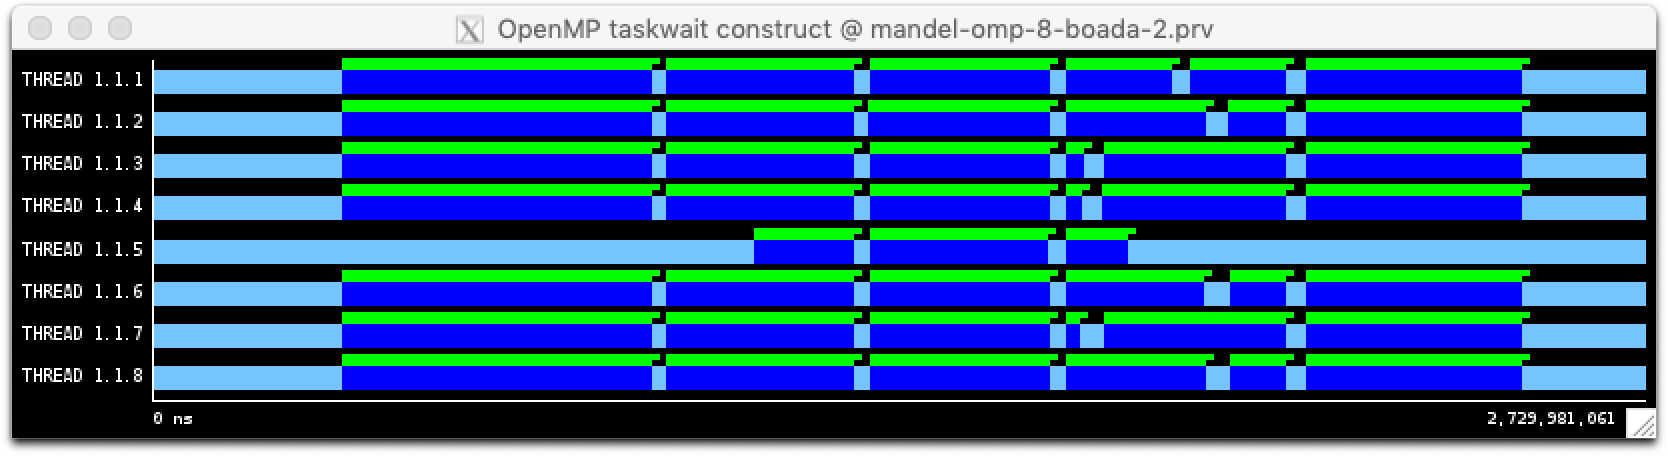 OpenMP taskwait construct @ mandel-omp-8-boada-2.prv
THREAD 1.1.1
THREAD 1.1.2
THREAD 1.1.3
THREAD 1.1.4
THREAD 1.1.5
THREAD 1.1.6
THREAD 1.1.7
THREAD 1.1.8
0 ns 2,729,981,061